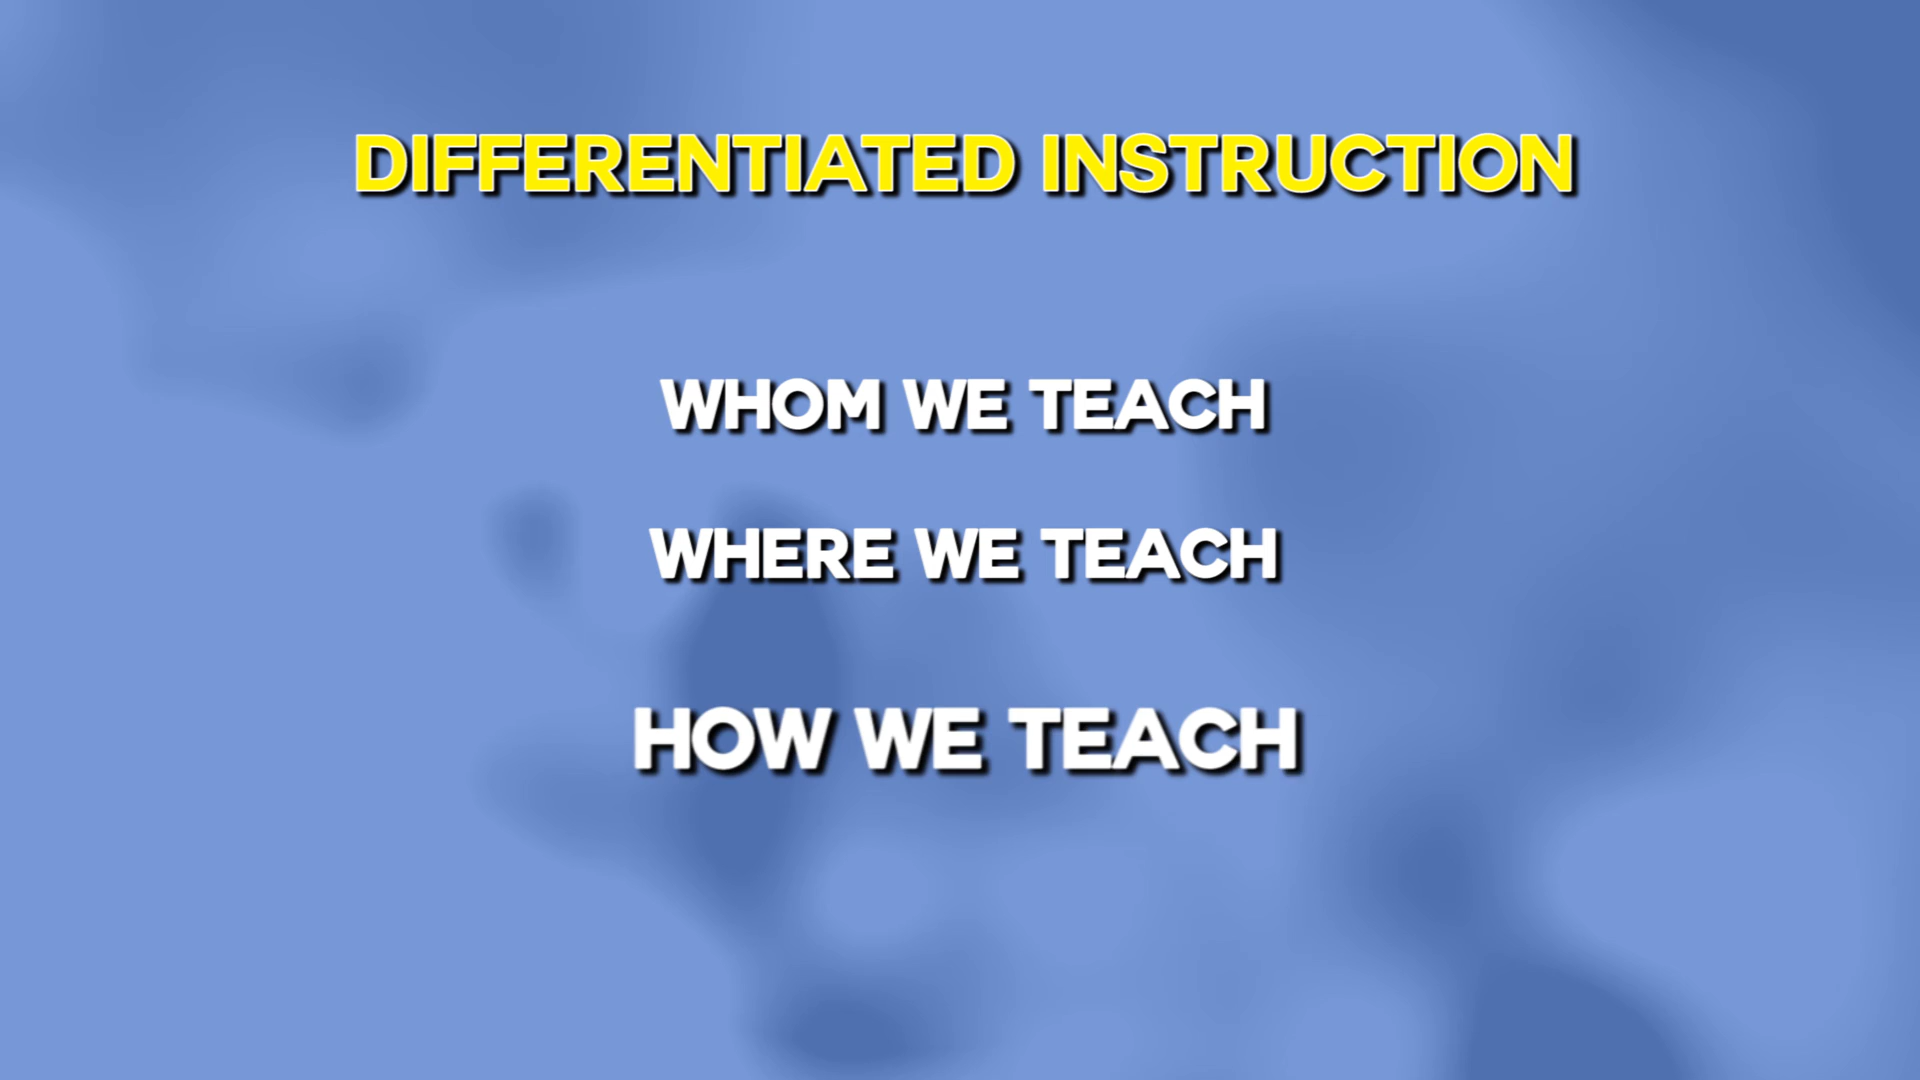 DIFFERENTIATED INSTRUCTION
WHOM WE TEACH
WHERE WE TEACH
HOW WE TEACH